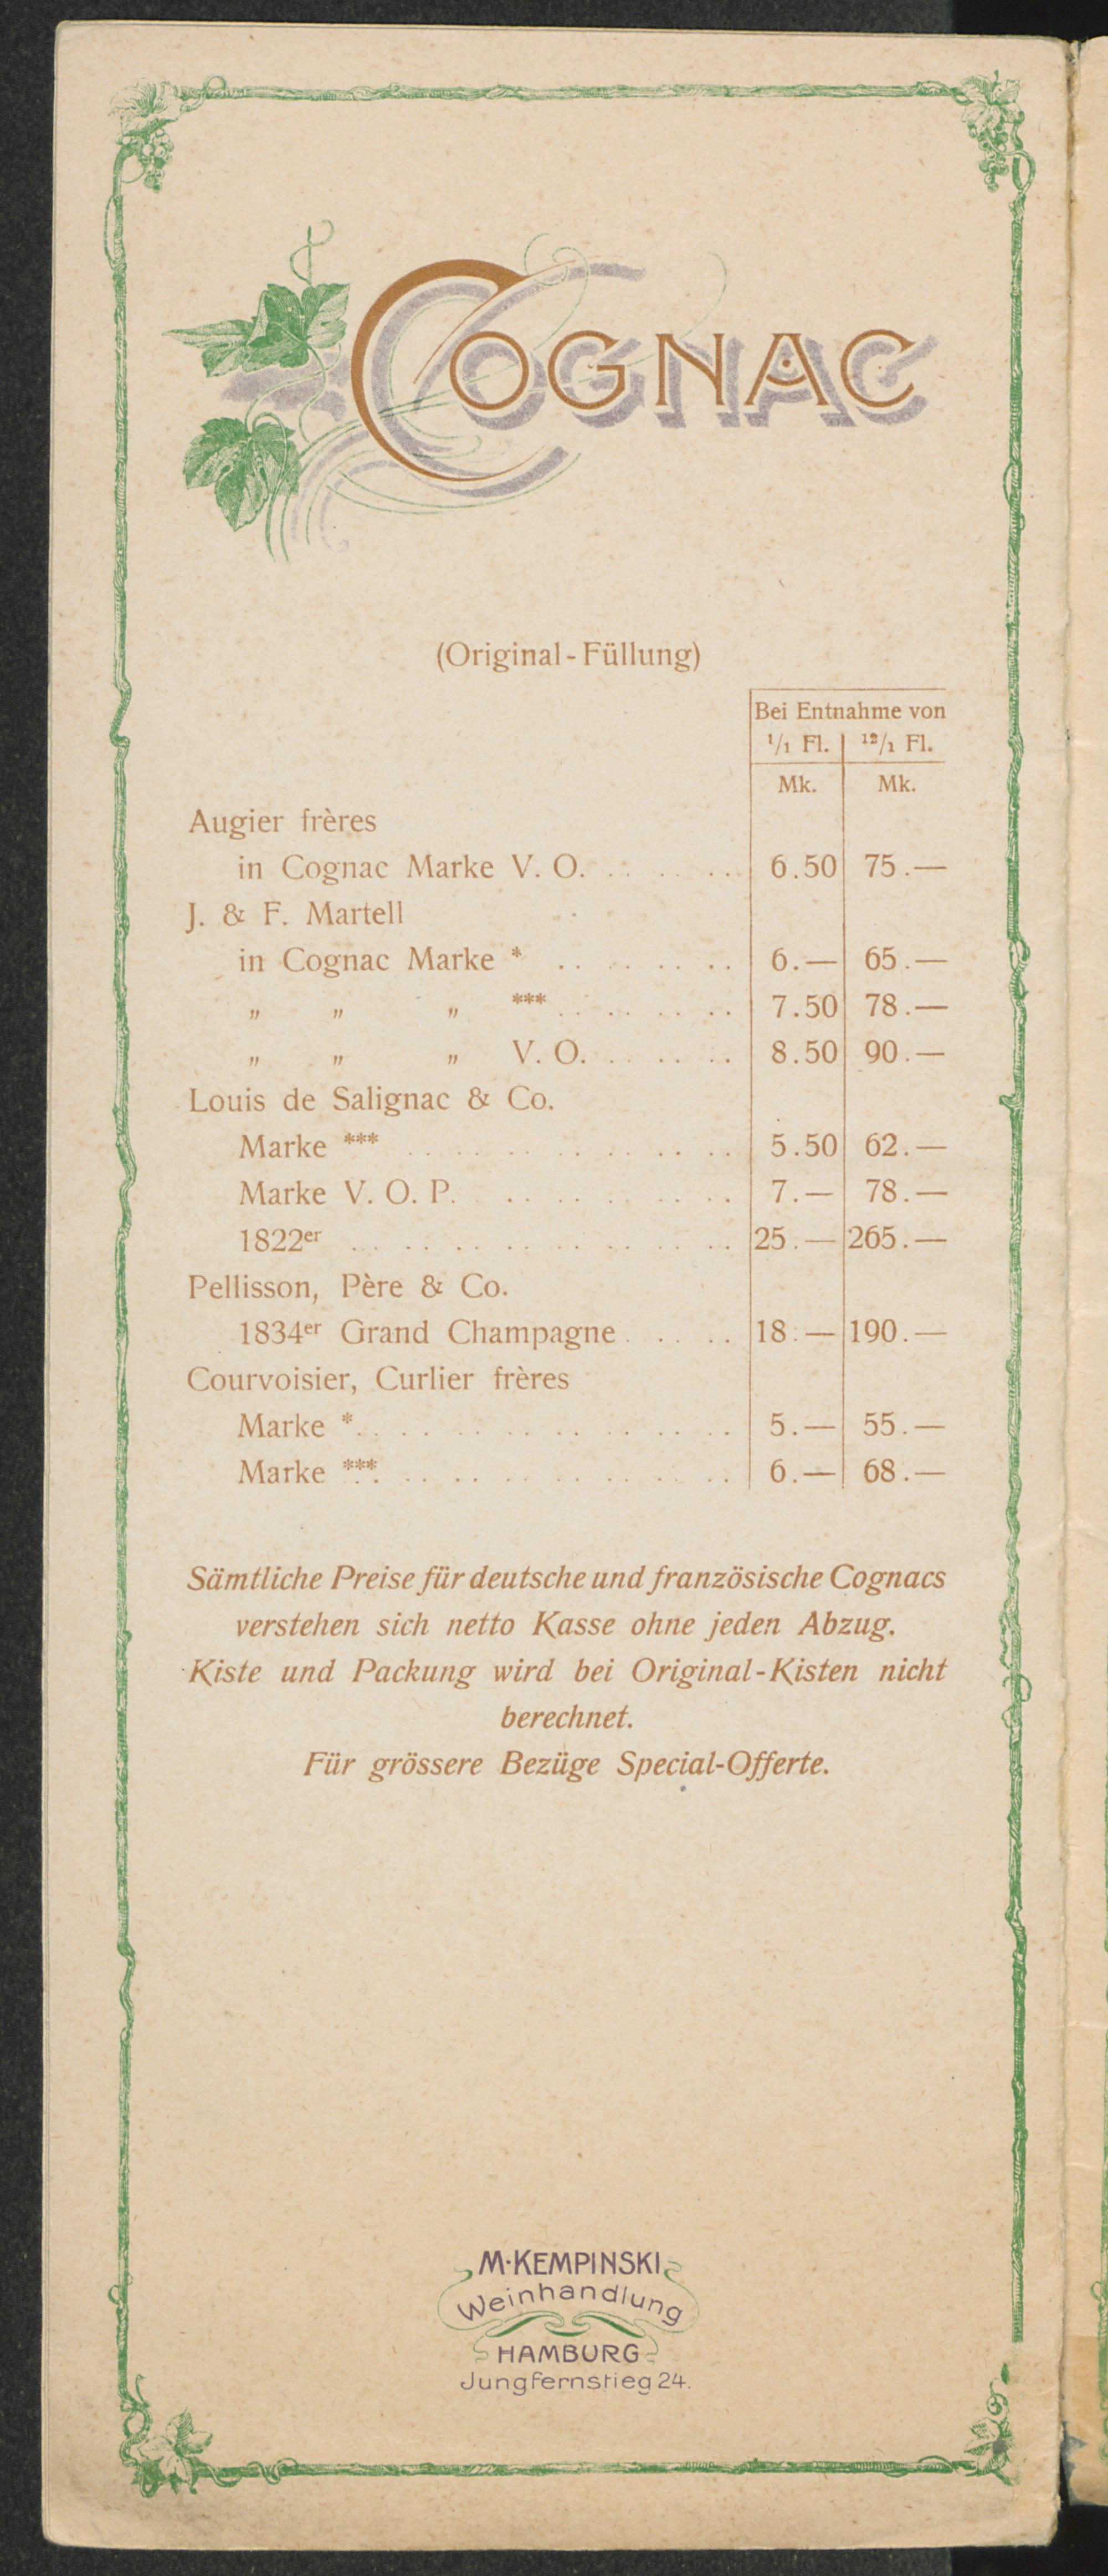 COGNAC
(Original-Füllung)
Bei Entnahme von
1/1 Fl. 12/1 Fl.
Mk. Mk.
Augier frères
in Cognac Marke V. O. . . . . . . 6.50 75.—
J. & F. Martell
in Cognac Marke * . . . . . . . . 6.— 65.—
„ „ „ *** . . . . . . . . 7.50 78.—
„ „ „ V. O. . . . . . . 8.50 90.—
Louis de Salignac & Co.
Marke *** . . . . . . . . . . . . . . 5.50 62.—
Marke V. O. P. . . . . . . . . . . . 7.— 78.—
1822er . . . . . . . . . . . . . . . . 25.— 265.—
Pellisson, Père & Co.
1834er Grand Champagne . . . . . 18.— 190.—
Courvoisier, Curlier frères
Marke * . . . . . . . . . . . . . . . . 5.— 55.—
Marke *** . . . . . . . . . . . . . . . 6.— 68.—
Sämtliche Preise für deutsche und französische Cognacs
verstehen sich netto Kasse ohne jeden Abzug.
Kiste und Packung wird bei Original-Kisten nicht
berechnet.
Für grössere Bezüge Special-Offerte.
M·KEMPINSKI
Weinhandlung
HAMBURG
Jungfernstieg 24.